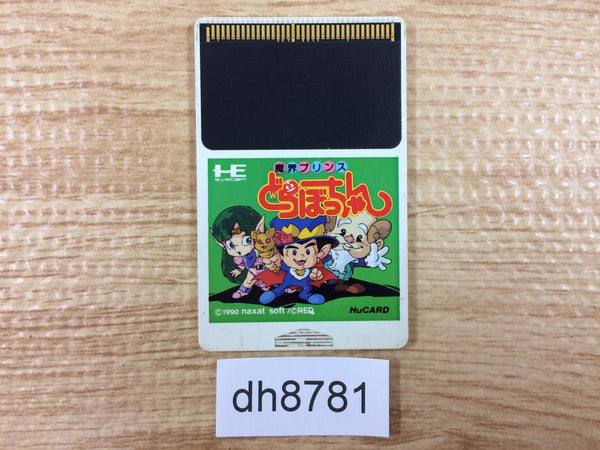 HE
SYSTEM
魔界プリンス
どらぼっちゃん
©1990 naxat soft /©RED
HuCARD
dh8781